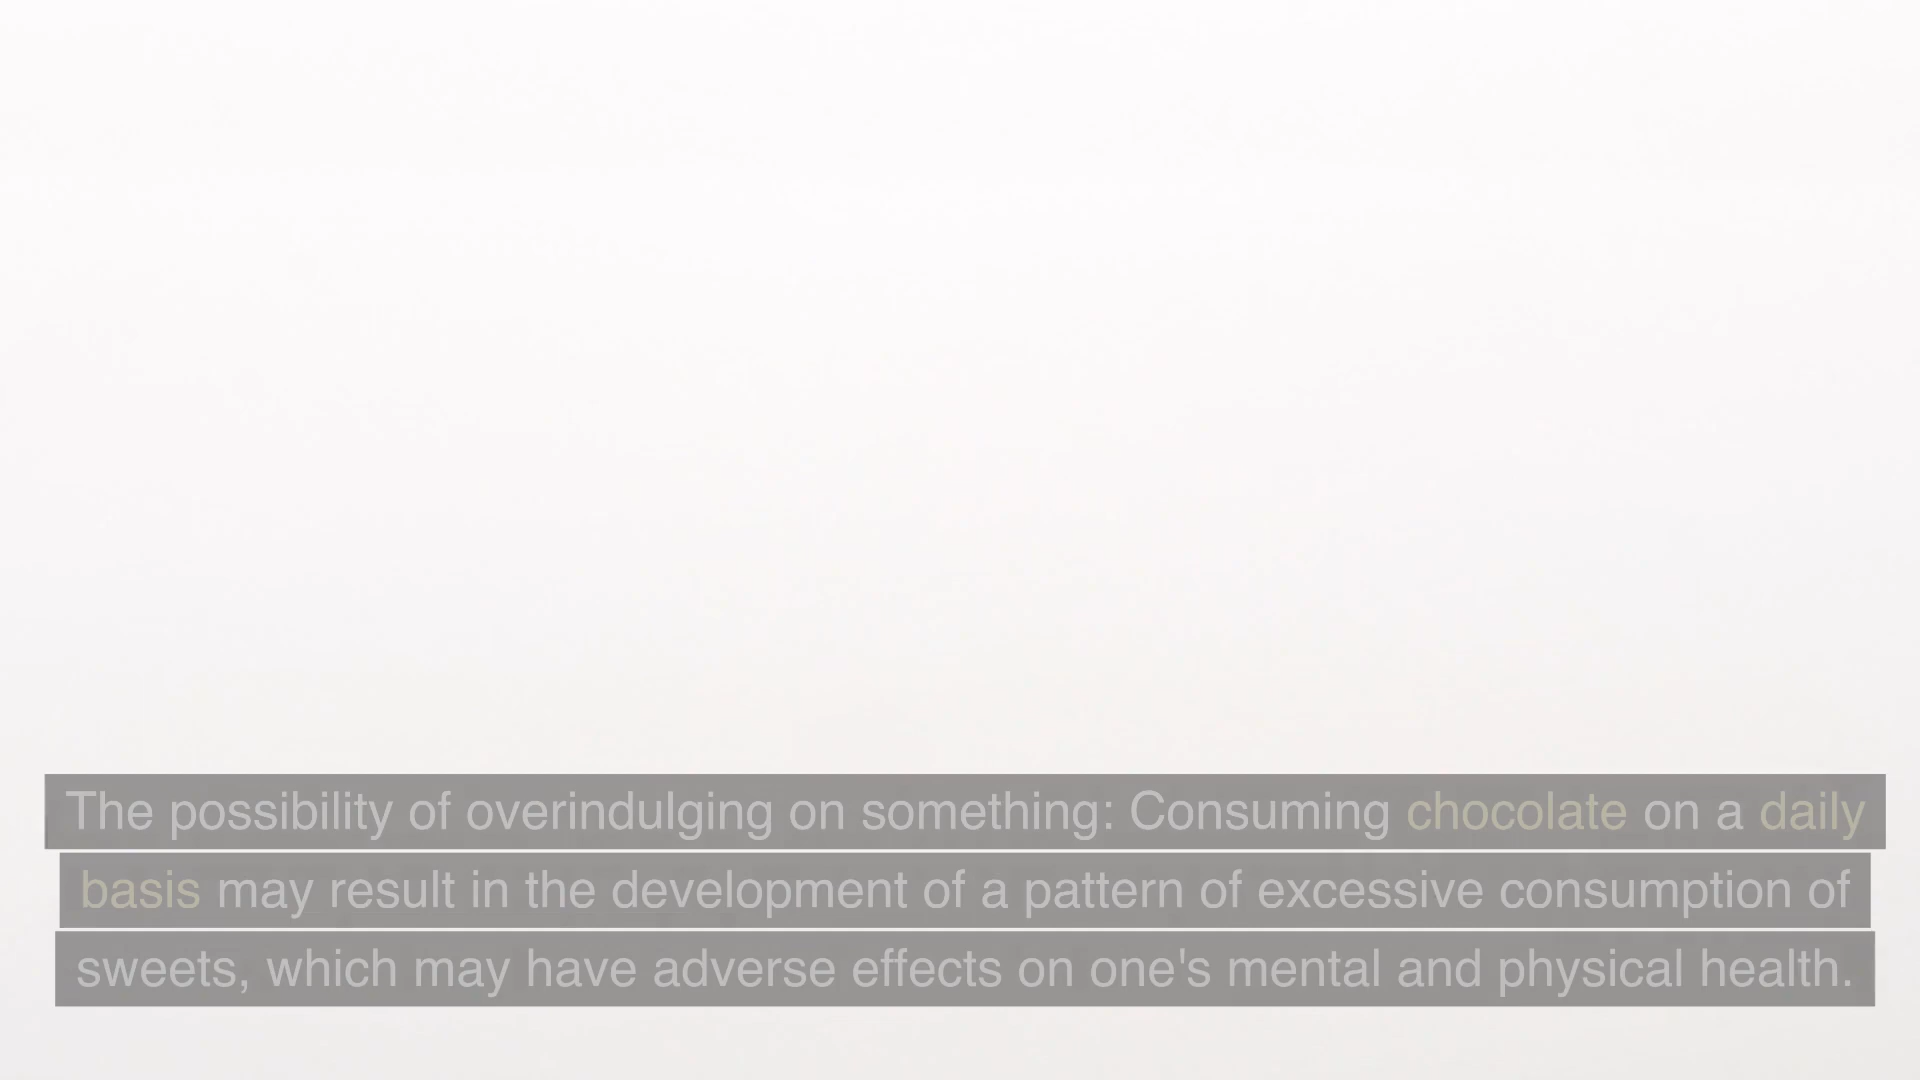 The possibility of overindulging on something: Consuming chocolate on a daily
basis may result in the development of a pattern of excessive consumption of
sweets, which may have adverse effects on one's mental and physical health.